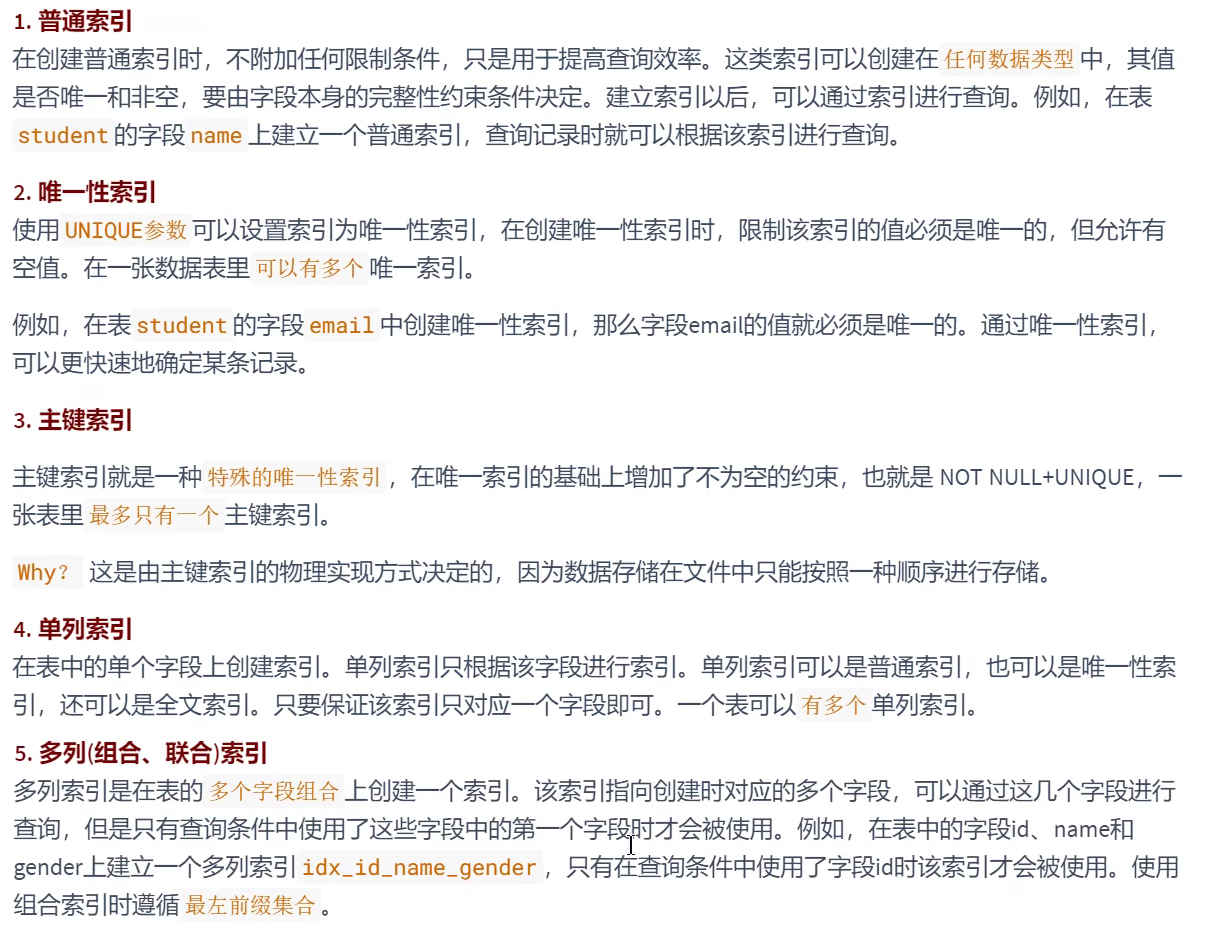 1. 普通索引
在创建普通索引时，不附加任何限制条件，只是用于提高查询效率。这类索引可以创建在 任何数据类型 中，其值
是否唯一和非空，要由字段本身的完整性约束条件决定。建立索引以后，可以通过索引进行查询。例如，在表
student 的字段 name 上建立一个普通索引，查询记录时就可以根据该索引进行查询。
2. 唯一性索引
使用 UNIQUE参数 可以设置索引为唯一性索引，在创建唯一性索引时，限制该索引的值必须是唯一的，但允许有
空值。在一张数据表里 可以有多个 唯一索引。
例如，在表 student 的字段 email 中创建唯一性索引，那么字段email的值就必须是唯一的。通过唯一性索引，
可以更快速地确定某条记录。
3. 主键索引
主键索引就是一种 特殊的唯一性索引 ，在唯一索引的基础上增加了不为空的约束，也就是 NOT NULL+UNIQUE，一
张表里 最多只有一个 主键索引。
Why？ 这是由主键索引的物理实现方式决定的，因为数据存储在文件中只能按照一种顺序进行存储。
4. 单列索引
在表中的单个字段上创建索引。单列索引只根据该字段进行索引。单列索引可以是普通索引，也可以是唯一性索
引，还可以是全文索引。只要保证该索引只对应一个字段即可。一个表可以 有多个 单列索引。
5. 多列(组合、联合)索引
多列索引是在表的 多个字段组合 上创建一个索引。该索引指向创建时对应的多个字段，可以通过这几个字段进行
查询，但是只有查询条件中使用了这些字段中的第一个字段时才会被使用。例如，在表中的字段id、name和
gender上建立一个多列索引 idx_id_name_gender ，只有在查询条件中使用了字段id时该索引才会被使用。使用
组合索引时遵循 最左前缀集合 。